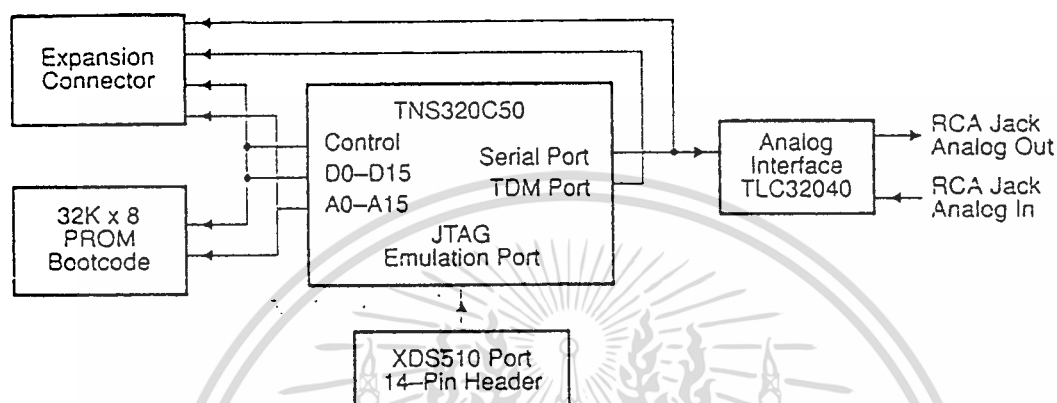 Expansion
Connector
TNS320C50
Control
D0–D15
A0–A15
Serial Port
TDM Port
JTAG
Emulation Port
32K x 8
PROM
Bootcode
Analog
Interface
TLC32040
RCA Jack
Analog Out
RCA Jack
Analog In
XDS510 Port
14–Pin Header